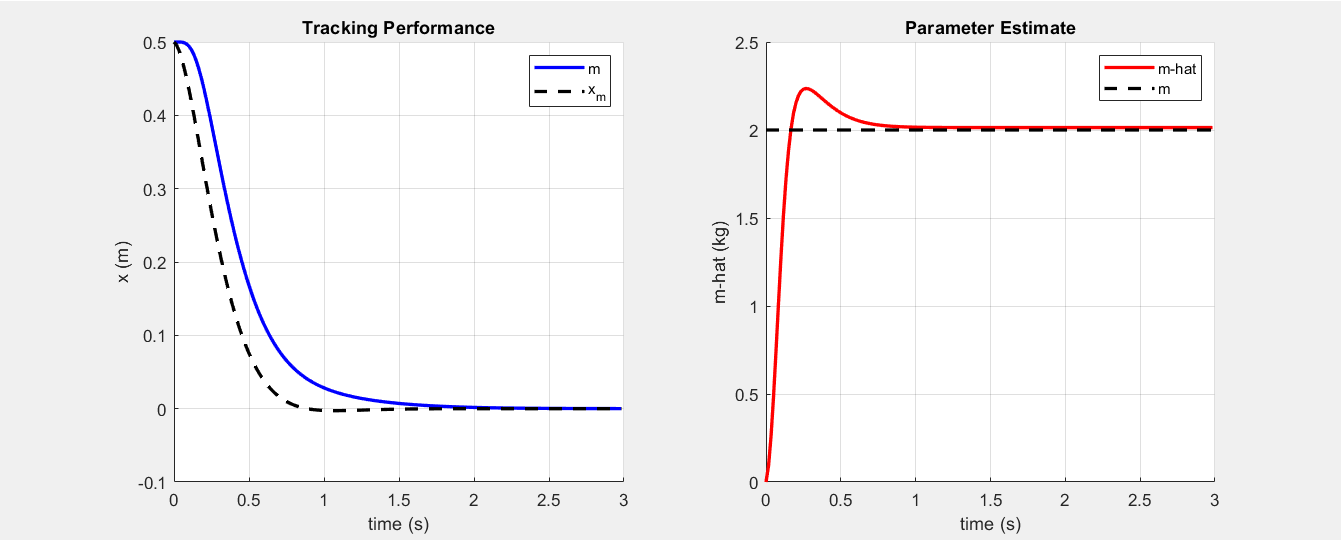 Tracking Performance
0.5
0.4
0.3
0.2
0.1
0
-0.1
x (m)
0 0.5 1 1.5 2 2.5 3
time (s)
m
x_m
Parameter Estimate
2.5
2
1.5
1
0.5
0
m-hat (kg)
0 0.5 1 1.5 2 2.5 3
time (s)
m-hat
m